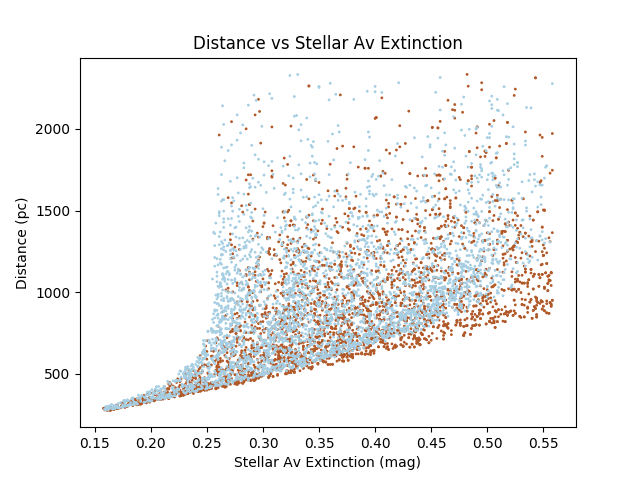 Distance vs Stellar Av Extinction
2000
1500
1000
500
Distance (pc)
0.15 0.20 0.25 0.30 0.35 0.40 0.45 0.50 0.55
Stellar Av Extinction (mag)